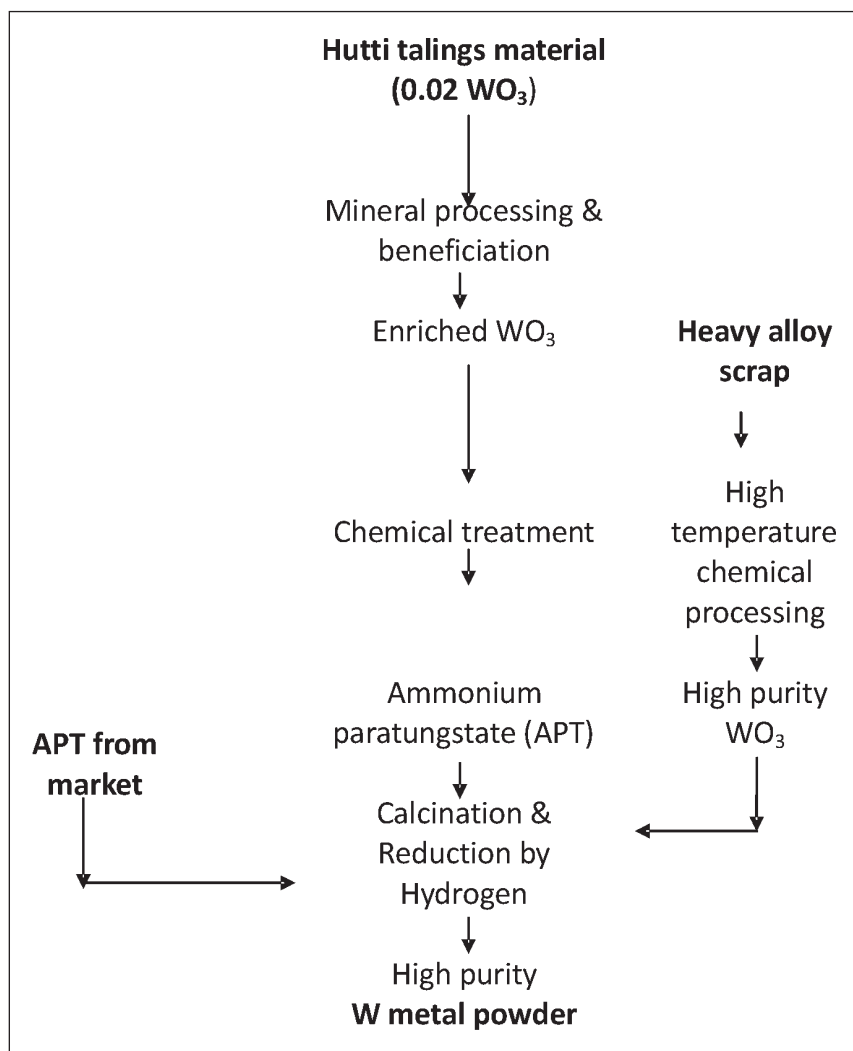 Hutti talings material
(0.02 WO₃)
Mineral processing &
beneficiation
Enriched WO₃
Heavy alloy
scrap
Chemical treatment
High
temperature
chemical
processing
Ammonium
paratungstate (APT)
High purity
WO₃
APT from
market
Calcination &
Reduction by
Hydrogen
High purity
W metal powder